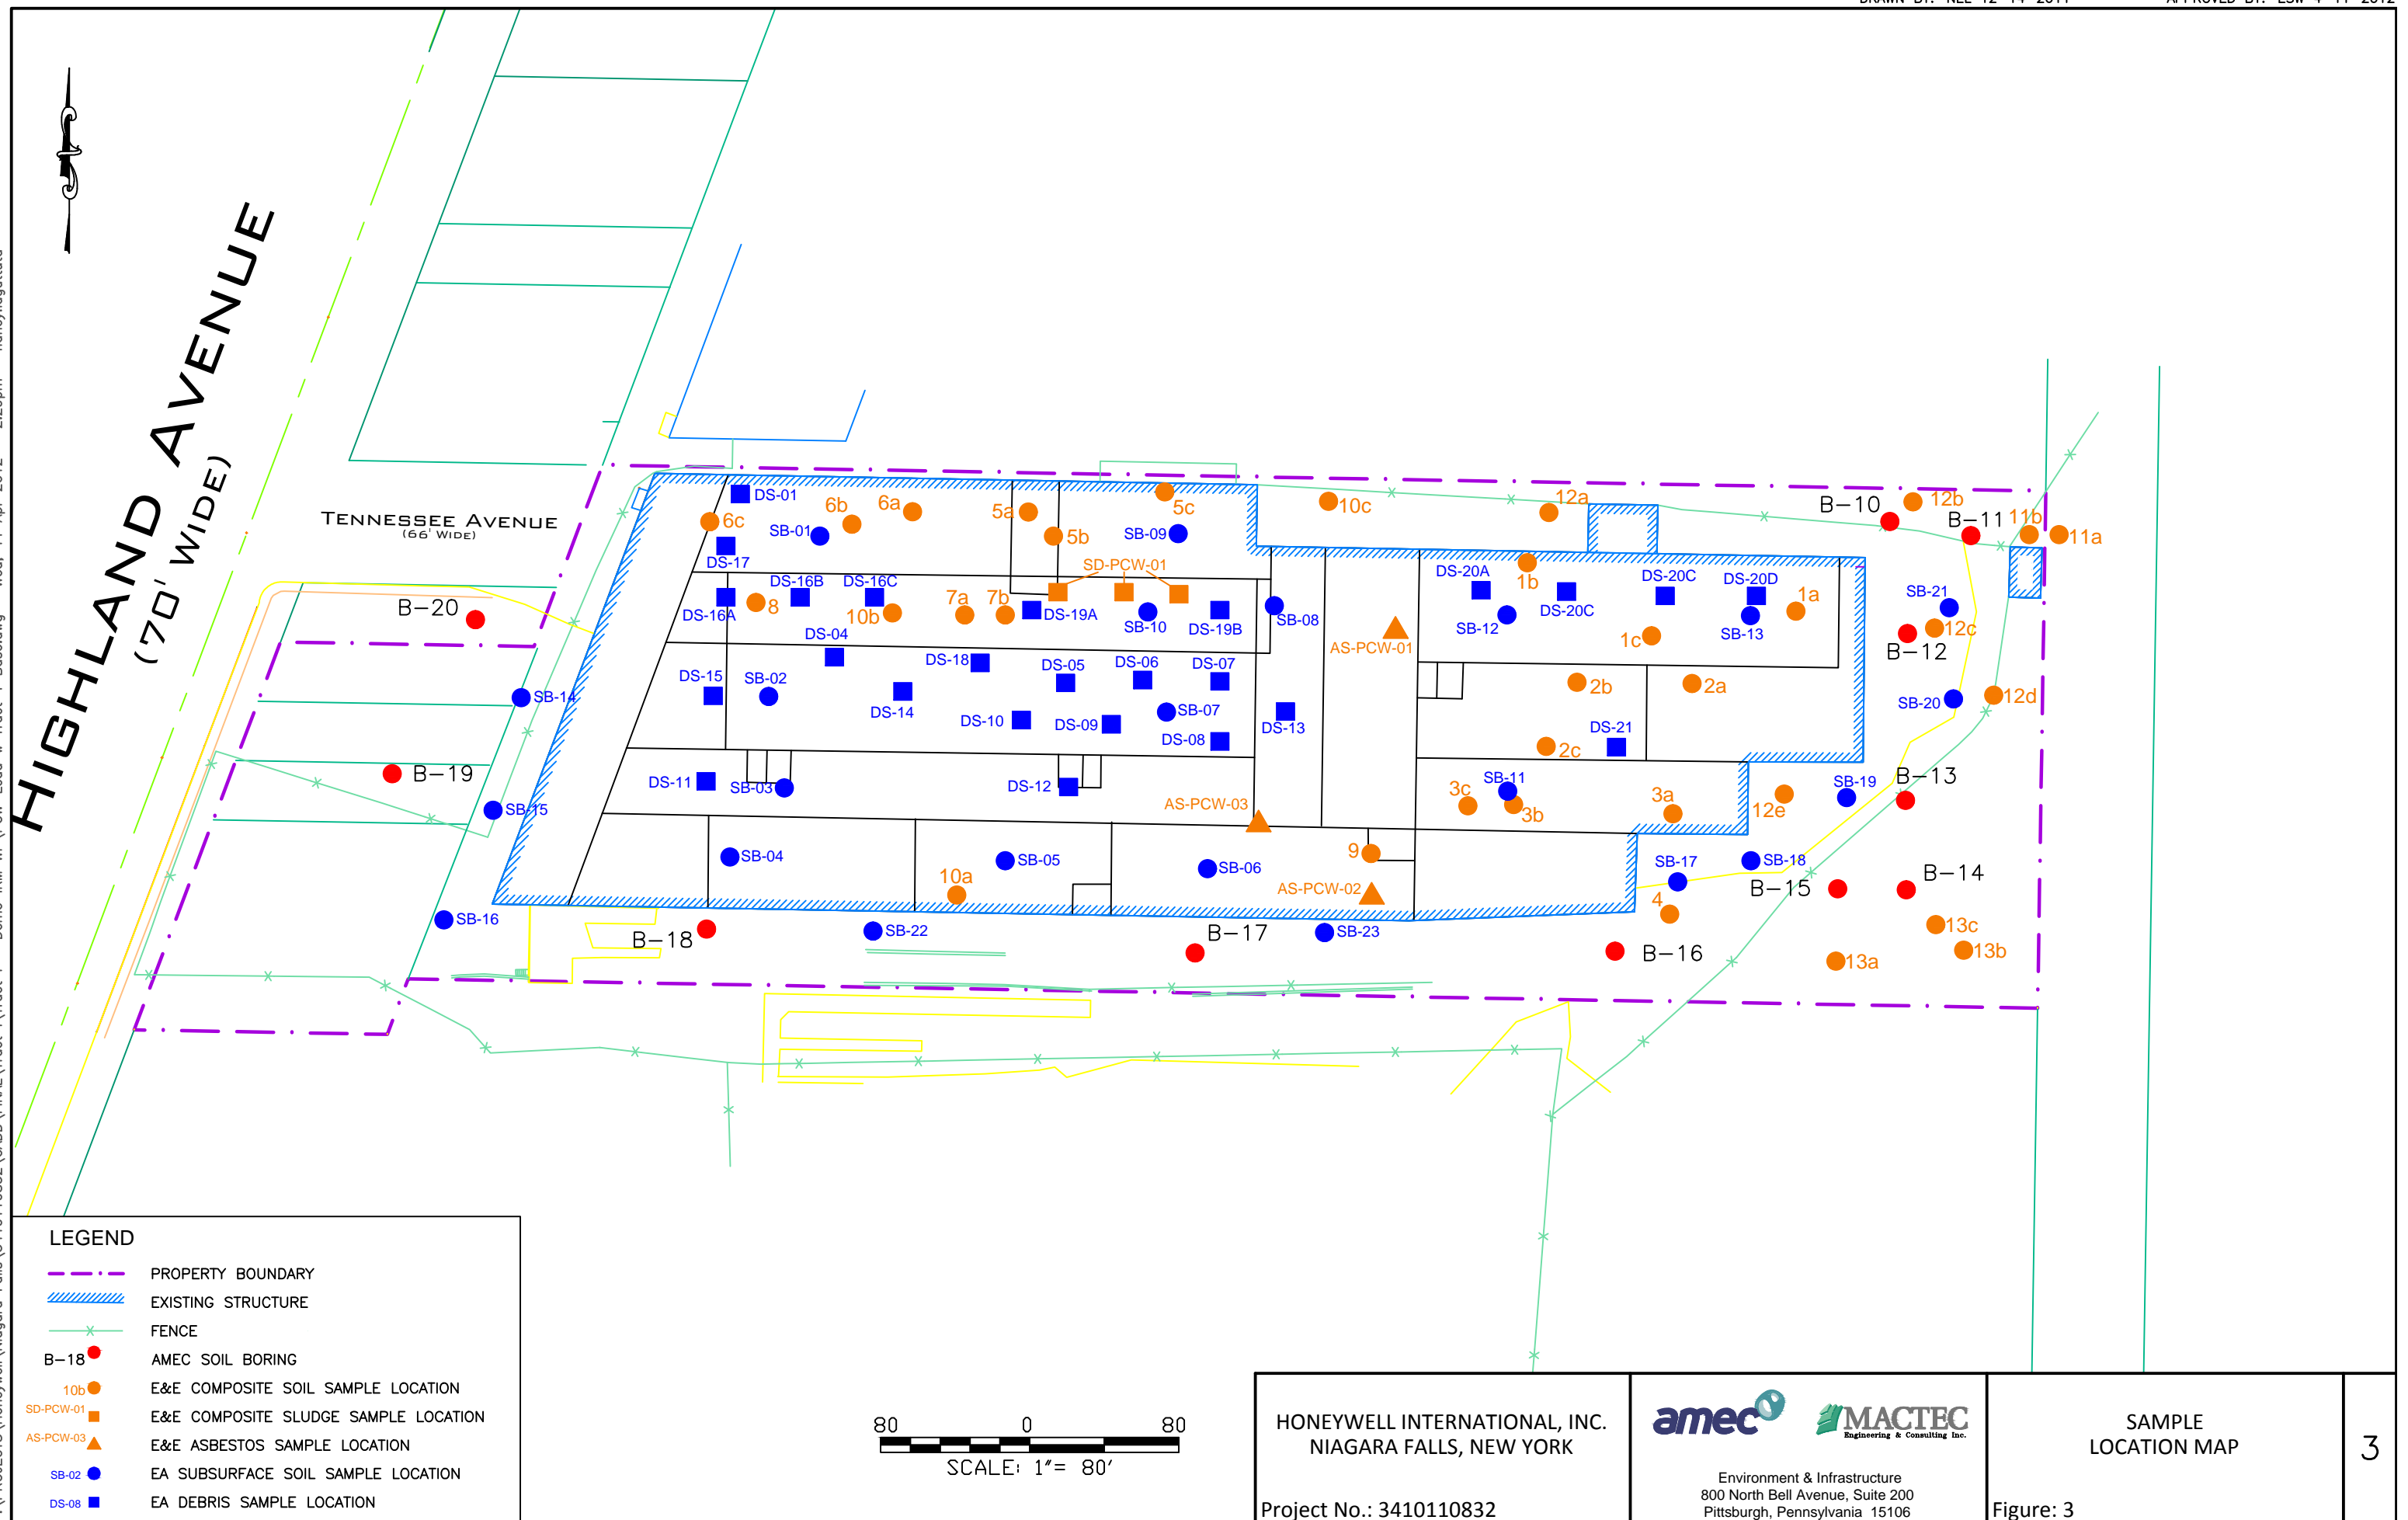 HIGHLAND AVENUE
(70' WIDE)
TENNESSEE AVENUE
(66' WIDE)
DS-01
6c
6b
6a
SB-01
DS-17
5a
5b
5c
SB-09
SD-PCW-01
10c
12a
B-10
12b
B-11
11b
11a
DS-16A
DS-16B
DS-16C
8
10b
7a
7b
DS-19A
SB-10
DS-19B
SB-08
AS-PCW-01
DS-20A
1b
DS-20C
DS-20C
DS-20D
SB-12
SB-13
1a
1c
SB-21
12c
B-12
B-20
DS-04
DS-18
DS-05
DS-06
DS-07
DS-15
SB-02
DS-14
DS-10
DS-09
SB-07
DS-08
DS-13
2b
2a
2c
DS-21
SB-20
12d
SB-14
B-19
SB-15
DS-11
SB-03
DS-12
AS-PCW-03
3c
SB-11
3b
3a
12e
SB-19
B-13
SB-04
SB-05
SB-06
9
10a
AS-PCW-02
SB-17
SB-18
4
B-15
B-14
SB-16
B-18
SB-22
B-17
SB-23
B-16
13a
13c
13b
LEGEND
PROPERTY BOUNDARY
EXISTING STRUCTURE
FENCE
B-18 AMEC SOIL BORING
10b E&E COMPOSITE SOIL SAMPLE LOCATION
SD-PCW-01 E&E COMPOSITE SLUDGE SAMPLE LOCATION
AS-PCW-03 E&E ASBESTOS SAMPLE LOCATION
SB-02 EA SUBSURFACE SOIL SAMPLE LOCATION
DS-08 EA DEBRIS SAMPLE LOCATION
80 0 80
SCALE: 1"= 80'
HONEYWELL INTERNATIONAL, INC.
NIAGARA FALLS, NEW YORK
Project No.: 3410110832
amec
MACTEC
Engineering & Consulting Inc.
Environment & Infrastructure
800 North Bell Avenue, Suite 200
Pittsburgh, Pennsylvania 15106
SAMPLE
LOCATION MAP
Figure: 3
3